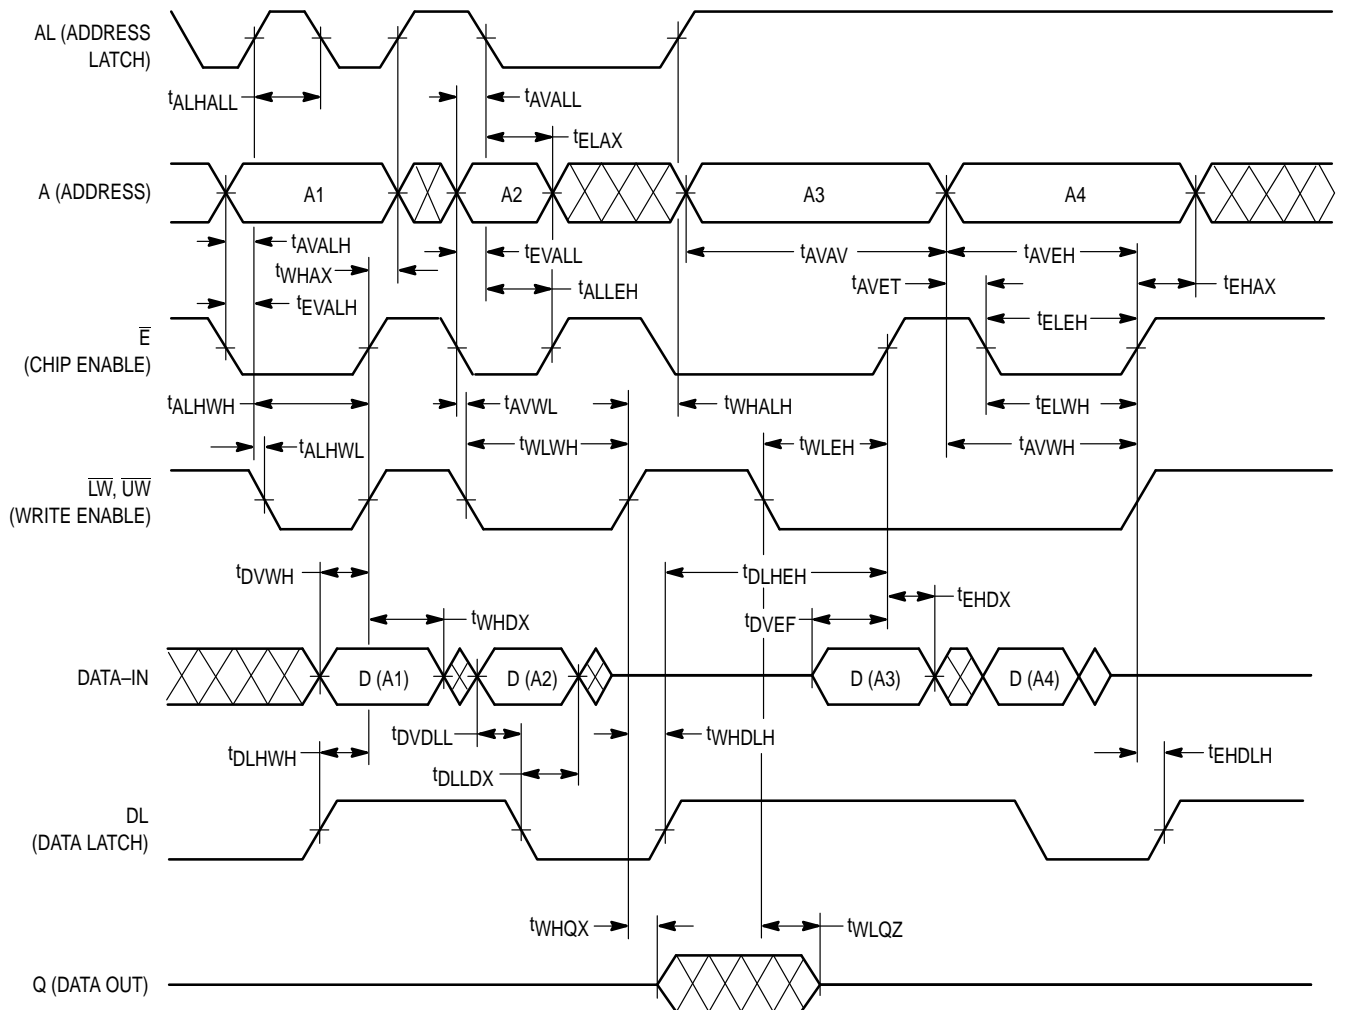 AL (ADDRESS
LATCH)
tALHALL
tAVALL
tELAX
A (ADDRESS)
A1
A2
A3
A4
tAVALH
tEVALL
tAVAV
tAVEH
tWHAX
tAVET
tEHAX
tEVALH
tALLEH
tELEH
E̅
(CHIP ENABLE)
tALHWH
tAVWL
tWHALH
tELWH
tALHWL
tWLWH
tWLEH
tAVWH
L̅W̅, U̅W̅
(WRITE ENABLE)
tDVWH
tDLHEH
tEHDX
tWHDX
tDVEF
DATA–IN
D (A1)
D (A2)
D (A3)
D (A4)
tDVDLL
tWHDLH
tDLHWH
tEHDLH
tDLLDX
DL
(DATA LATCH)
tWHQX
tWLQZ
Q (DATA OUT)